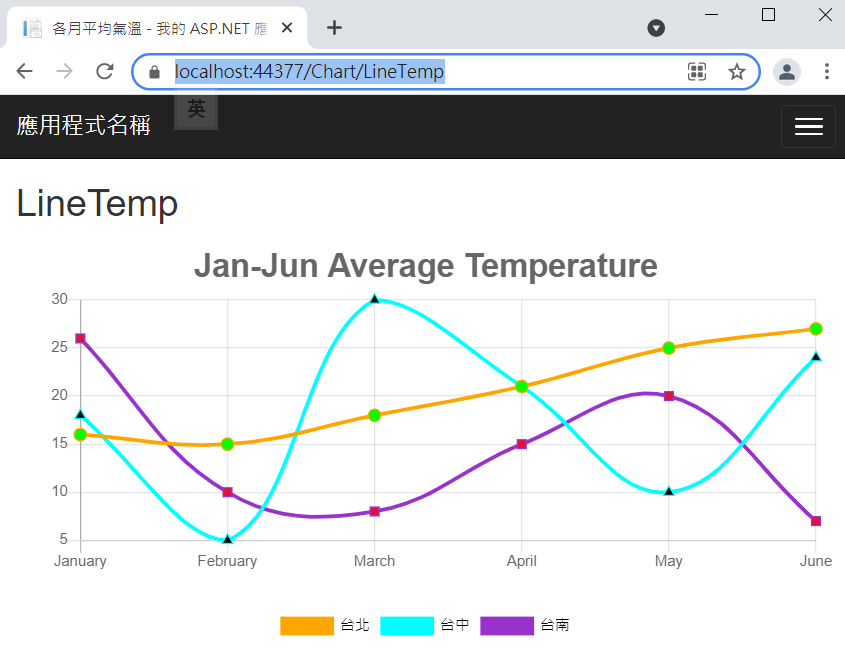 各月平均氣溫 - 我的 ASP.NET 應
localhost:44377/Chart/LineTemp
應用程式名稱
英
LineTemp
Jan-Jun Average Temperature
30
25
20
15
10
5
January February March April May June
台北 台中 台南